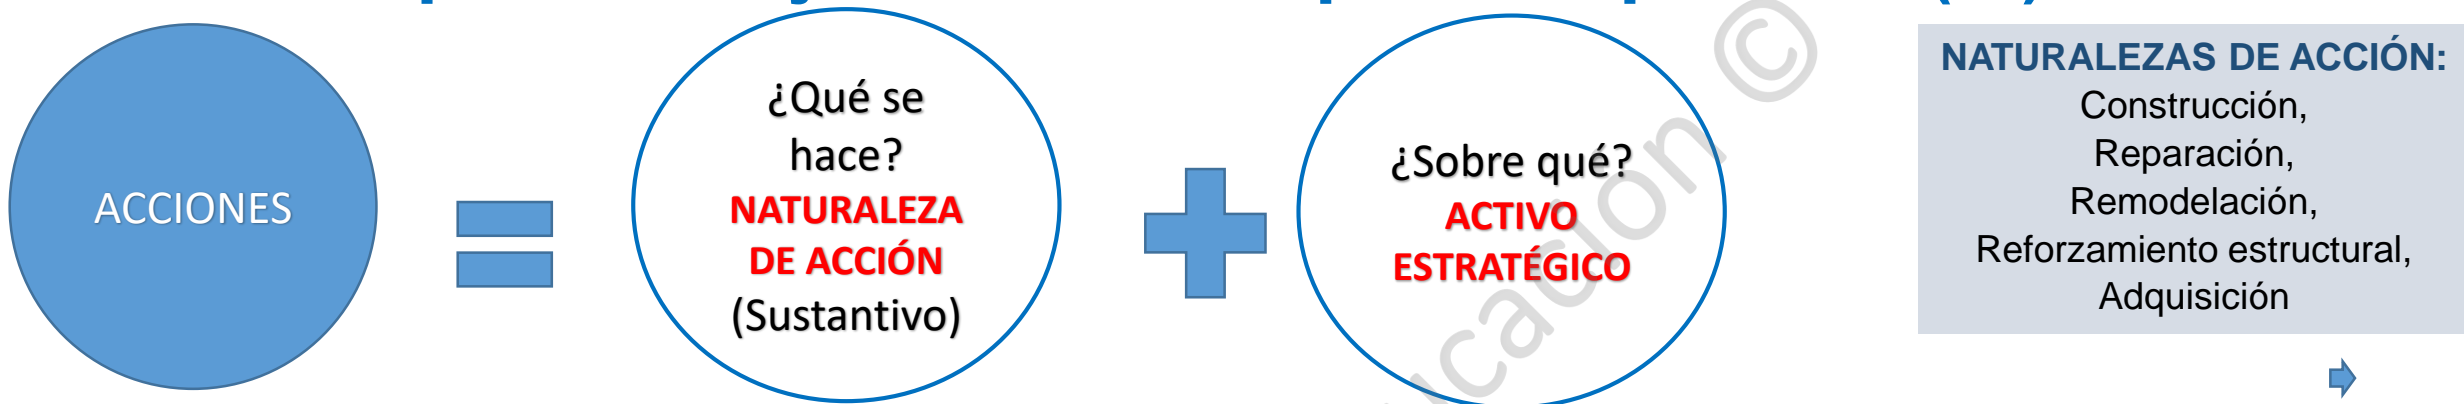 ACCIONES
¿Qué se
hace?
NATURALEZA
DE ACCIÓN
(Sustantivo)
¿Sobre qué?
ACTIVO
ESTRATÉGICO
NATURALEZAS DE ACCIÓN:
Construcción,
Reparación,
Remodelación,
Reforzamiento estructural,
Adquisición
©